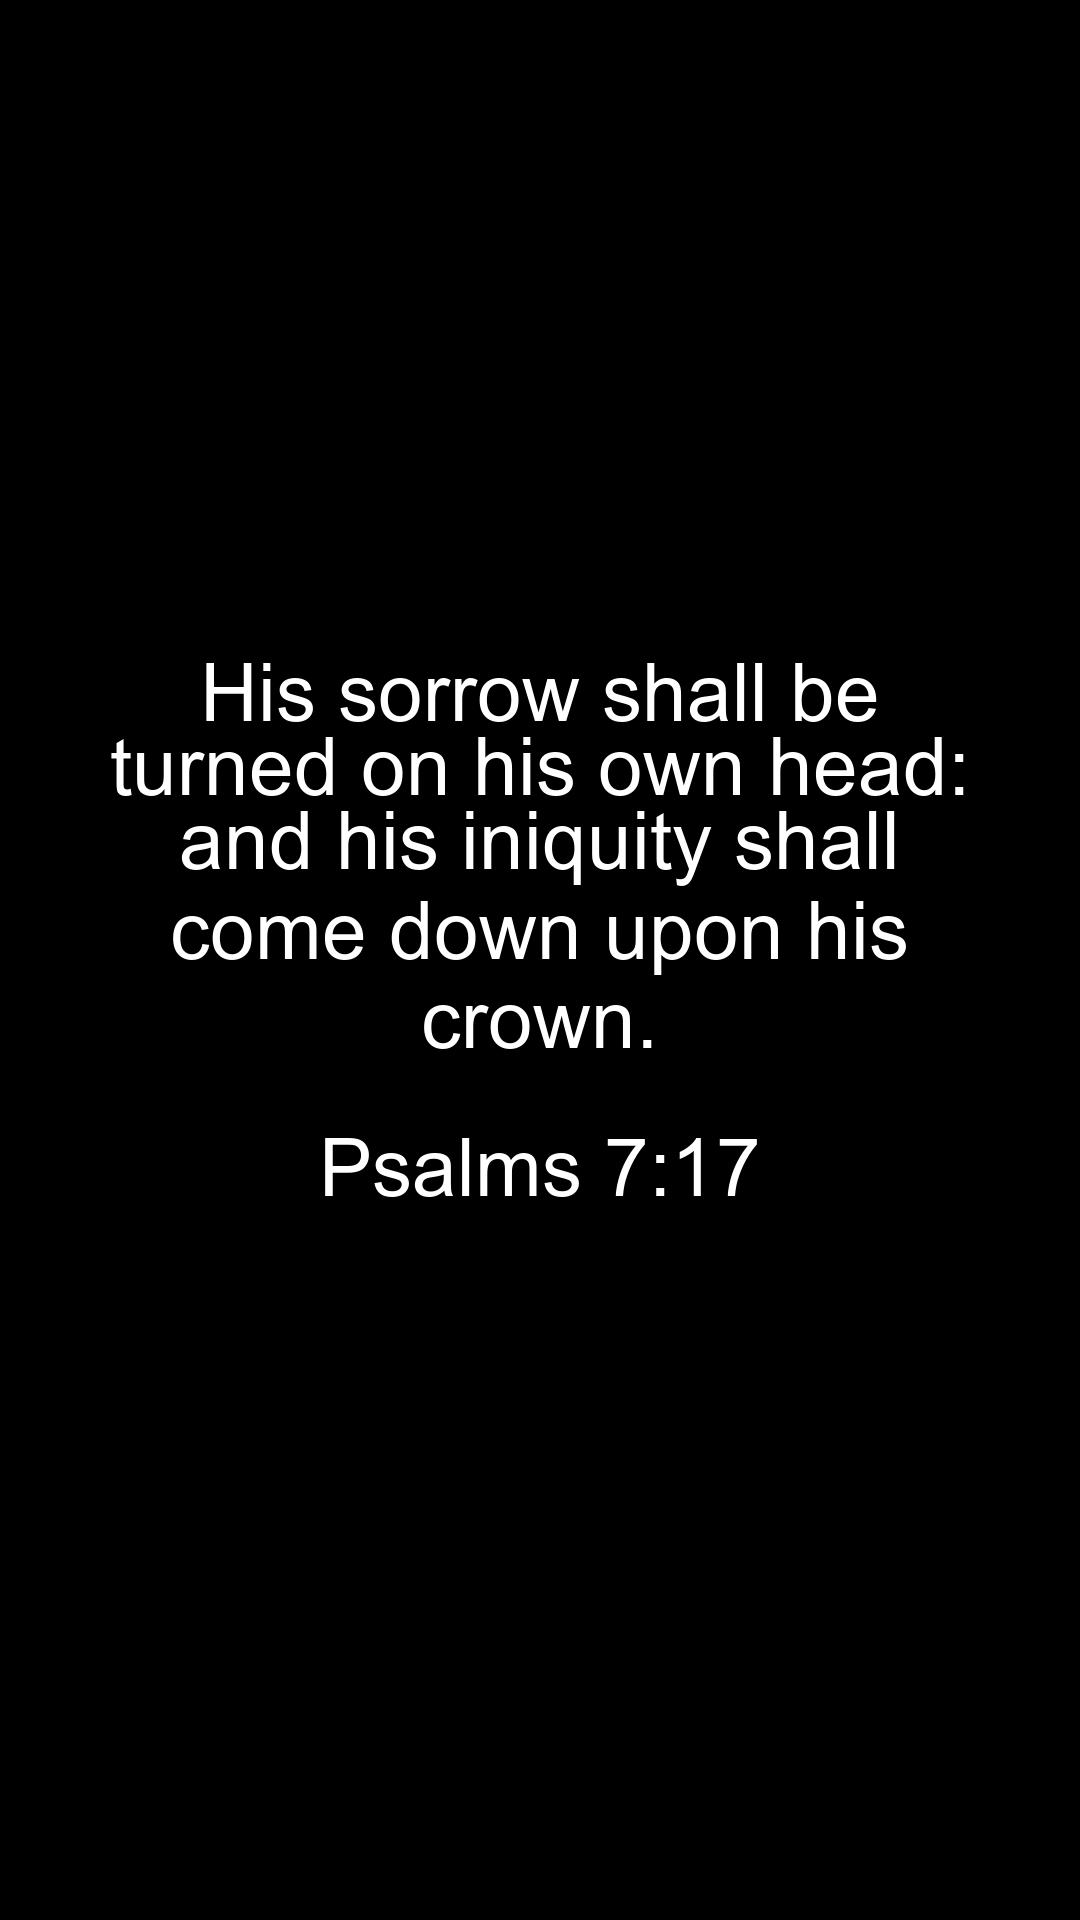 His sorrow shall be
turned on his own head:
and his iniquity shall
come down upon his
crown.
Psalms 7:17